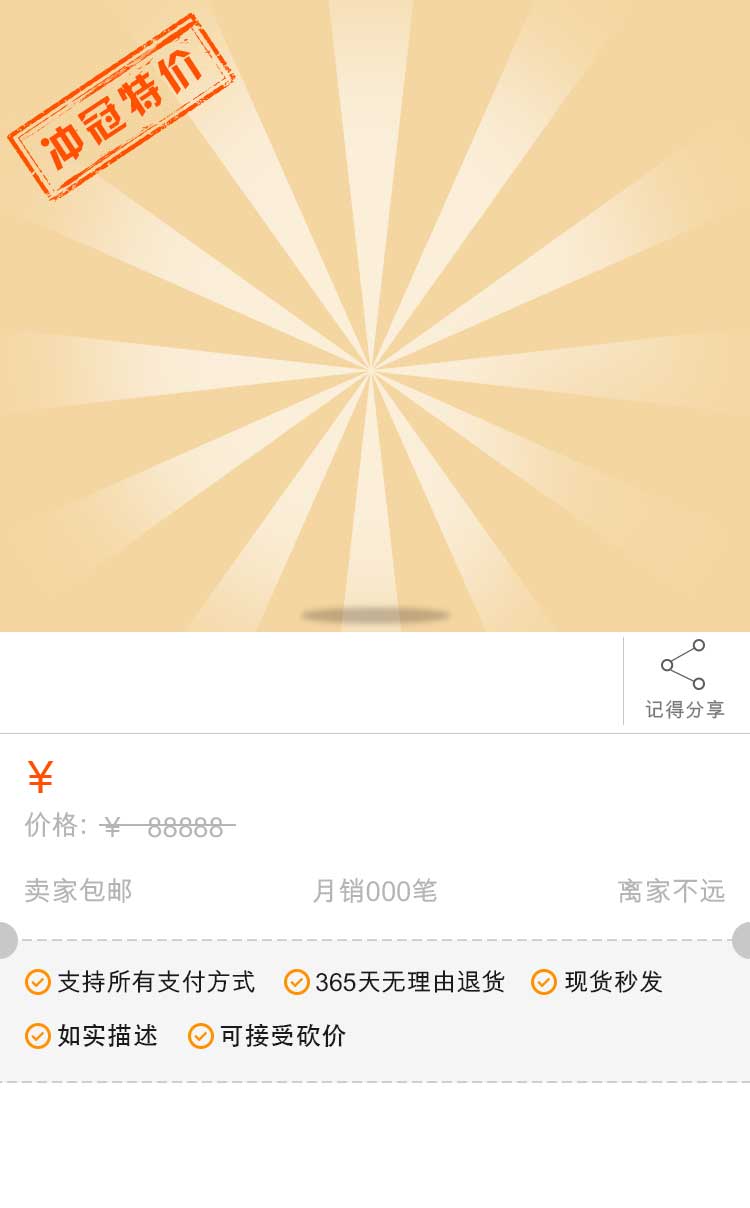 冲冠特价
记得分享
¥
价格: ¥ 88888
卖家包邮 月销000笔 离家不远
支持所有支付方式 365天无理由退货 现货秒发
如实描述 可接受砍价